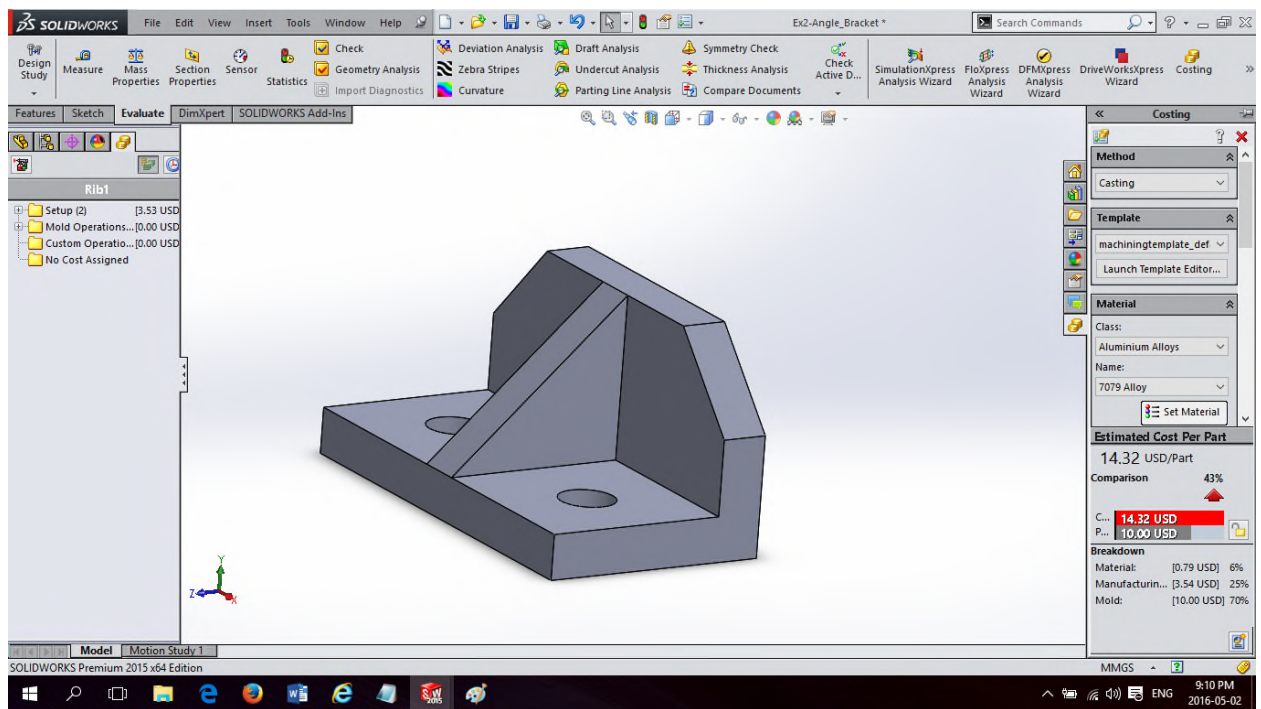 SOLIDWORKS File Edit View Insert Tools Window Help Ex2-Angle_Bracket * Search Commands
Design Study
Measure
Mass Properties
Section Properties
Sensor
Statistics
Check
Geometry Analysis
Import Diagnostics
Deviation Analysis
Zebra Stripes
Curvature
Draft Analysis
Undercut Analysis
Parting Line Analysis
Symmetry Check
Thickness Analysis
Compare Documents
Check Active D...
SimulationXpress Analysis Wizard
FloXpress Analysis Wizard
DFMXpress Analysis Wizard
DriveWorksXpress Wizard
Costing
Features Sketch Evaluate DimXpert SOLIDWORKS Add-Ins
Rib1
Setup (2) [3.53 USD
Mold Operations... [0.00 USD
Custom Operatio... [0.00 USD
No Cost Assigned
Y
Z
X
Costing
Method
Casting
Template
machiningtemplate_def
Launch Template Editor...
Material
Class:
Aluminium Alloys
Name:
7079 Alloy
Set Material
Estimated Cost Per Part
14.32 USD/Part
Comparison 43%
C... 14.32 USD
P... 10.00 USD
Breakdown
Material: [0.79 USD] 6%
Manufacturin... [3.54 USD] 25%
Mold: [10.00 USD] 70%
Model Motion Study 1
SOLIDWORKS Premium 2015 x64 Edition MMGS
ENG 9:10 PM
2016-05-02